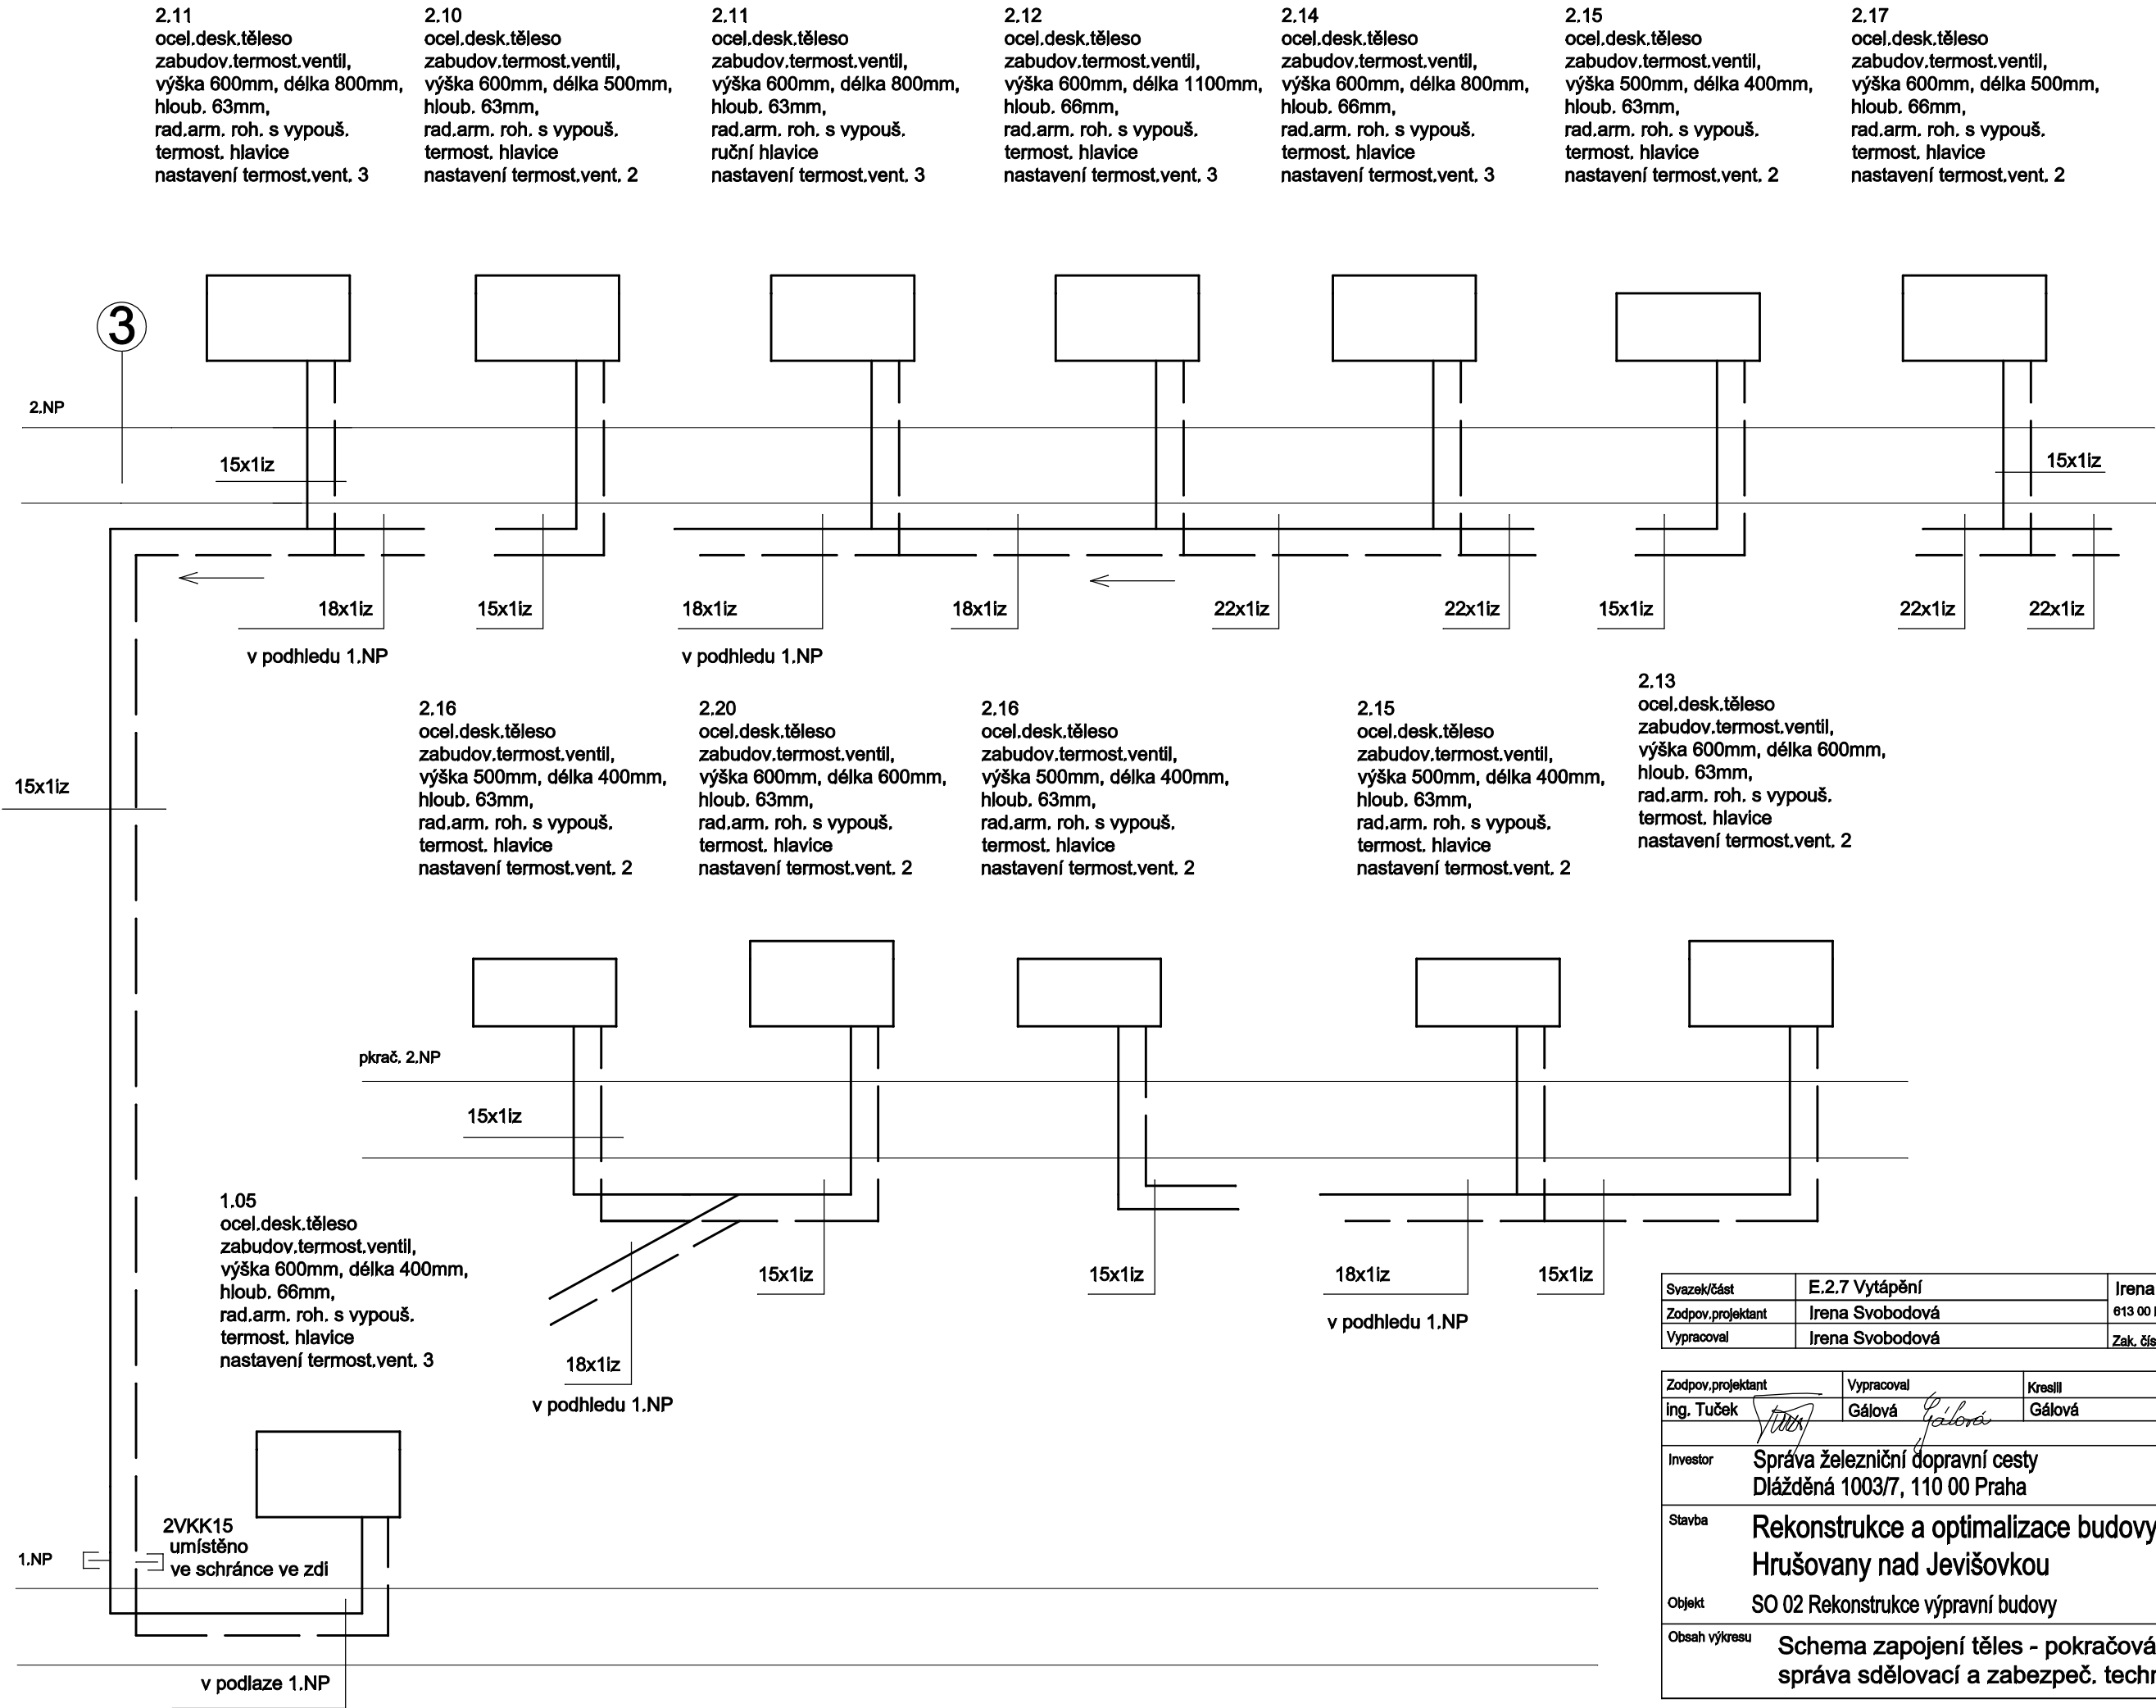 2.11
ocel.desk.těleso
zabudov.termost.ventil,
výška 600mm, délka 800mm,
hloub. 63mm,
rad.arm. roh. s vypouš.
termost. hlavice
nastavení termost.vent. 3
2.10
ocel.desk.těleso
zabudov.termost.ventil,
výška 600mm, délka 500mm,
hloub. 63mm,
rad.arm. roh. s vypouš.
termost. hlavice
nastavení termost.vent. 2
2.11
ocel.desk.těleso
zabudov.termost.ventil,
výška 600mm, délka 800mm,
hloub. 63mm,
rad.arm. roh. s vypouš.
ruční hlavice
nastavení termost.vent. 3
2.12
ocel.desk.těleso
zabudov.termost.ventil,
výška 600mm, délka 1100mm,
hloub. 66mm,
rad.arm. roh. s vypouš.
termost. hlavice
nastavení termost.vent. 3
2.14
ocel.desk.těleso
zabudov.termost.ventil,
výška 600mm, délka 800mm,
hloub. 66mm,
rad.arm. roh. s vypouš.
termost. hlavice
nastavení termost.vent. 3
2.15
ocel.desk.těleso
zabudov.termost.ventil,
výška 500mm, délka 400mm,
hloub. 63mm,
rad.arm. roh. s vypouš.
termost. hlavice
nastavení termost.vent. 2
2.17
ocel.desk.těleso
zabudov.termost.ventil,
výška 600mm, délka 500mm,
hloub. 66mm,
rad.arm. roh. s vypouš.
termost. hlavice
nastavení termost.vent. 2
3
2.NP
15x1iz
15x1iz
18x1iz
15x1iz
18x1iz
18x1iz
22x1iz
22x1iz
15x1iz
22x1iz
22x1iz
v podhledu 1.NP
v podhledu 1.NP
15x1iz
2.16
ocel.desk.těleso
zabudov.termost.ventil,
výška 500mm, délka 400mm,
hloub. 63mm,
rad.arm. roh. s vypouš.
termost. hlavice
nastavení termost.vent. 2
2.20
ocel.desk.těleso
zabudov.termost.ventil,
výška 600mm, délka 600mm,
hloub. 63mm,
rad.arm. roh. s vypouš.
termost. hlavice
nastavení termost.vent. 2
2.16
ocel.desk.těleso
zabudov.termost.ventil,
výška 500mm, délka 400mm,
hloub. 63mm,
rad.arm. roh. s vypouš.
termost. hlavice
nastavení termost.vent. 2
2.15
ocel.desk.těleso
zabudov.termost.ventil,
výška 500mm, délka 400mm,
hloub. 63mm,
rad.arm. roh. s vypouš.
termost. hlavice
nastavení termost.vent. 2
2.13
ocel.desk.těleso
zabudov.termost.ventil,
výška 600mm, délka 600mm,
hloub. 63mm,
rad.arm. roh. s vypouš.
termost. hlavice
nastavení termost.vent. 2
pkrač. 2.NP
15x1iz
15x1iz
15x1iz
18x1iz
15x1iz
v podhledu 1.NP
18x1iz
v podhledu 1.NP
1.05
ocel.desk.těleso
zabudov.termost.ventil,
výška 600mm, délka 400mm,
hloub. 66mm,
rad.arm. roh. s vypouš.
termost. hlavice
nastavení termost.vent. 3
2VKK15
umístěno
ve schránce ve zdi
1.NP
v podlaze 1.NP
Svazek/část E.2.7 Vytápění Irena
Zodpov.projektant Irena Svobodová 613 00
Vypracoval Irena Svobodová Zak. čís
Zodpov.projektant Vypracoval Kreslil
ing. Tuček Gálová Gálová Gálová
Investor Správa železniční dopravní cesty
Dlážděná 1003/7, 110 00 Praha
Stavba Rekonstrukce a optimalizace budovy
Hrušovany nad Jevišovkou
Objekt SO 02 Rekonstrukce výpravní budovy
Obsah výkresu Schema zapojení těles - pokračová
správa sdělovací a zabezpeč. techn